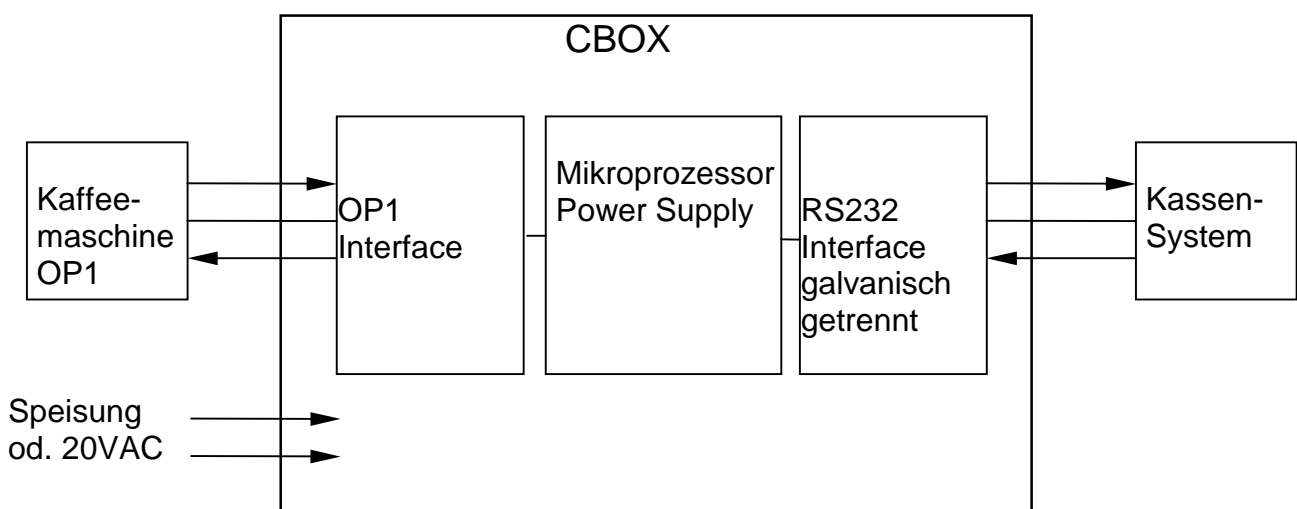 CBOX
Kaffee-
maschine
OP1
OP1
Interface
Mikroprozessor
Power Supply
RS232
Interface
galvanisch
getrennt
Kassen-
System
Speisung
od. 20VAC